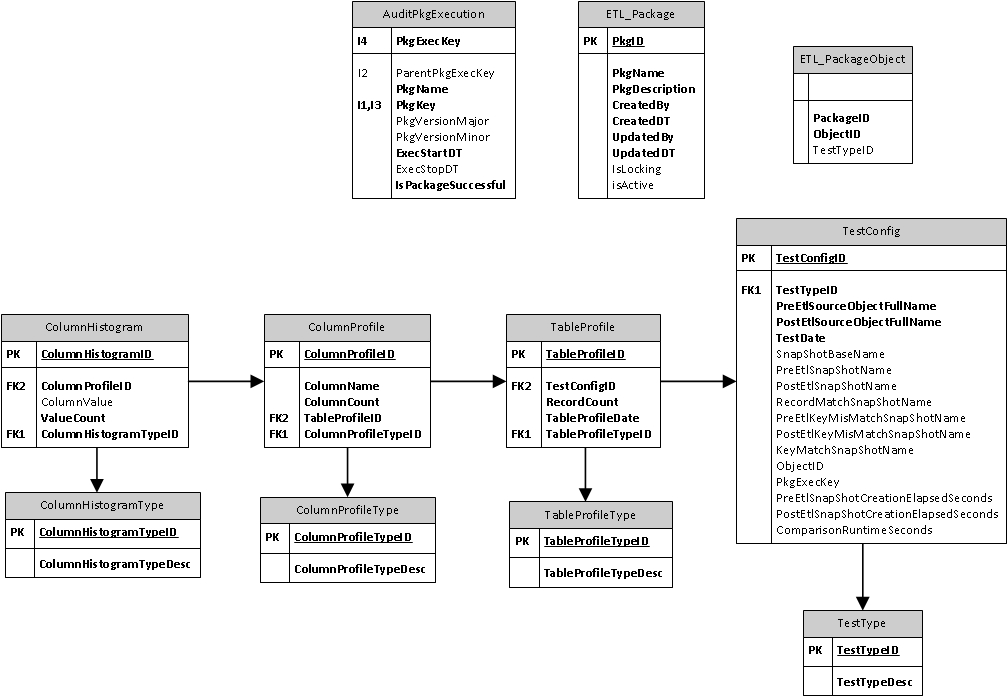 AuditPkgExecution
I4 PkgExecKey
I2 ParentPkgExecKey
PkgName
I1,I3 PkgKey
PkgVersionMajor
PkgVersionMinor
ExecStartDT
ExecStopDT
IsPackageSuccessful
ETL_Package
PK PkgID
PkgName
PkgDescription
CreatedBy
CreatedDT
UpdatedBy
UpdatedDT
IsLocking
isActive
ETL_PackageObject
PackageID
ObjectID
TestTypeID
ColumnHistogram
PK ColumnHistogramID
FK2 ColumnProfileID
ColumnValue
ValueCount
FK1 ColumnHistogramTypeID
ColumnProfile
PK ColumnProfileID
ColumnName
ColumnCount
FK2 TableProfileID
FK1 ColumnProfileTypeID
TableProfile
PK TableProfileID
FK2 TestConfigID
RecordCount
TableProfileDate
FK1 TableProfileTypeID
TestConfig
PK TestConfigID
FK1 TestTypeID
PreEtlSourceObjectFullName
PostEtlSourceObjectFullName
TestDate
SnapShotBaseName
PreEtlSnapShotName
PostEtlSnapShotName
RecordMatchSnapShotName
PreEtlKeyMisMatchSnapShotName
PostEtlKeyMisMatchSnapShotName
KeyMatchSnapShotName
ObjectID
PkgExecKey
PreEtlSnapShotCreationElapsedSeconds
PostEtlSnapShotCreationElapsedSeconds
ComparisonRuntimeSeconds
ColumnHistogramType
PK ColumnHistogramTypeID
ColumnHistogramTypeDesc
ColumnProfileType
PK ColumnProfileTypeID
ColumnProfileTypeDesc
TableProfileType
PK TableProfileTypeID
TableProfileTypeDesc
TestType
PK TestTypeID
TestTypeDesc